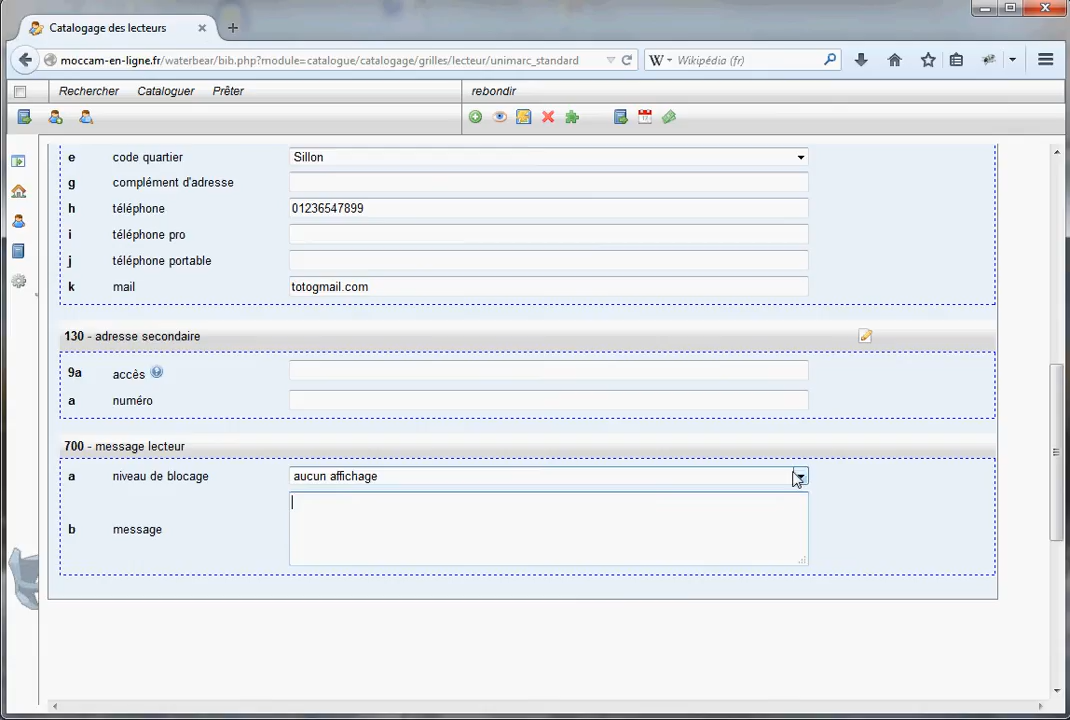 Catalogage des lecteurs
moccam-en-ligne.fr/waterbear/bib.php?module=catalogue/catalogage/grilles/lecteur/unimarc_standard
W Wikipédia (fr)
Rechercher Cataloguer Prêter rebondir
e code quartier Sillon
g complément d'adresse
h téléphone 01236547899
i téléphone pro
j téléphone portable
k mail totogmail.com
130 - adresse secondaire
9a accès
a numéro
700 - message lecteur
a niveau de blocage aucun affichage
b message